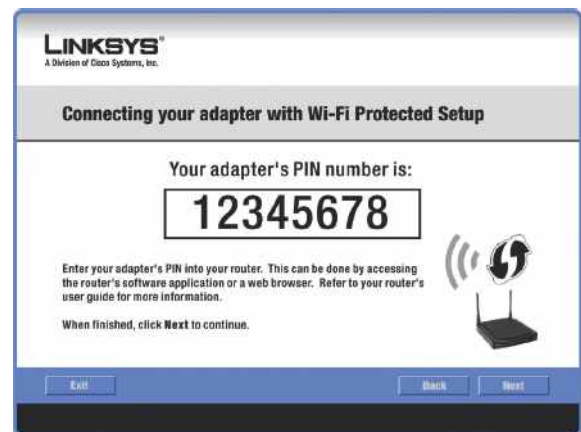 LINKSYS®
A Division of Cisco Systems, Inc.
Connecting your adapter with Wi-Fi Protected Setup
Your adapter's PIN number is:
12345678
Enter your adapter's PIN into your router. This can be done by accessing
the router's software application or a web browser. Refer to your router's
user guide for more information.
When finished, click Next to continue.
Exit
Back
Next